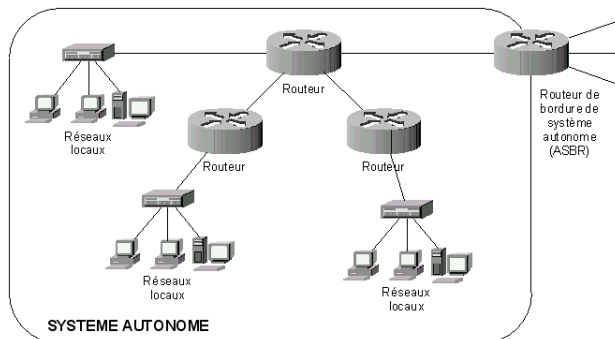 Routeur
Routeur de
bordure de
système
autonome
(ASBR)
Réseaux
locaux
Routeur
Routeur
Réseaux
locaux
Réseaux
locaux
SYSTEME AUTONOME